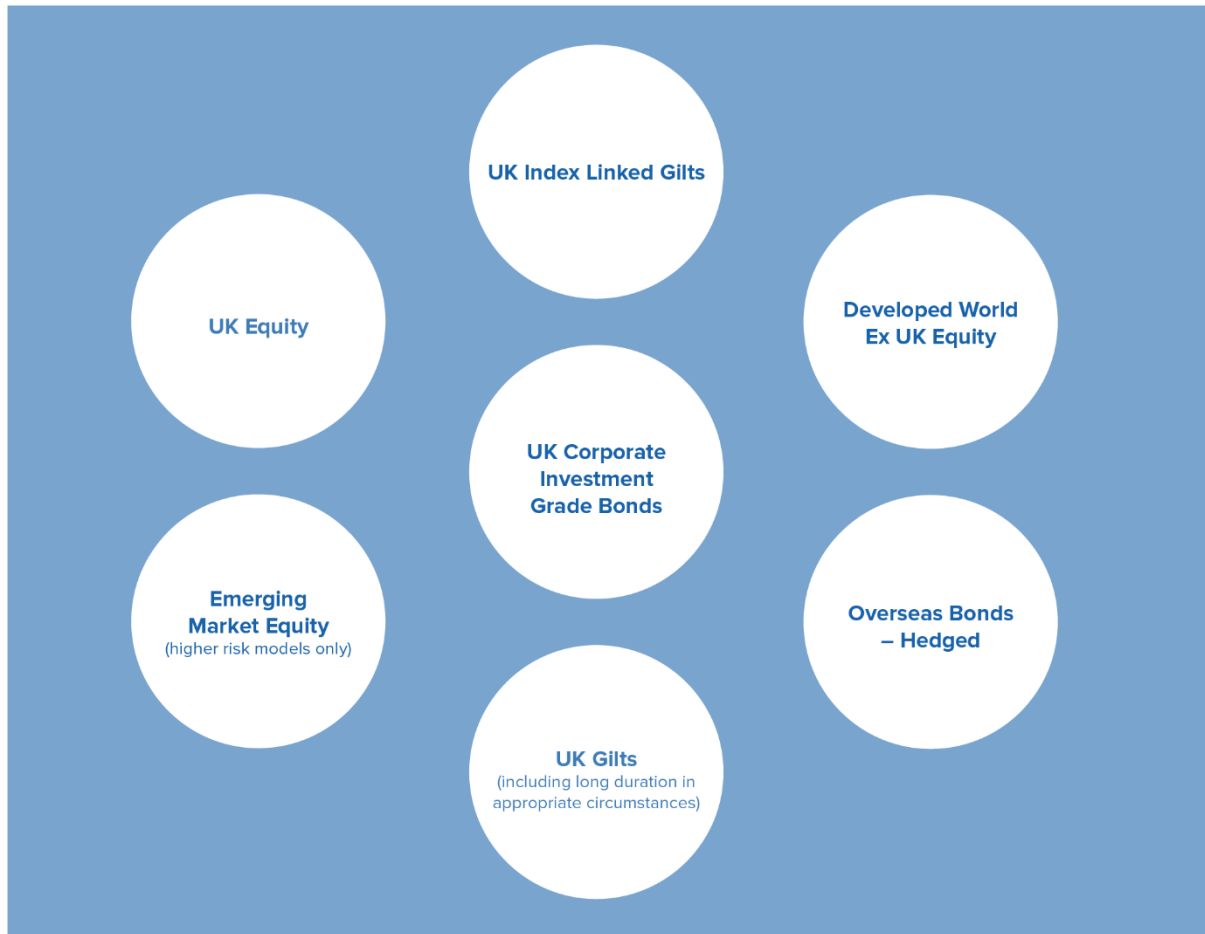 UK Index Linked Gilts
UK Equity
Developed World
Ex UK Equity
UK Corporate
Investment
Grade Bonds
Emerging
Market Equity
(higher risk models only)
Overseas Bonds
– Hedged
UK Gilts
(including long duration in
appropriate circumstances)